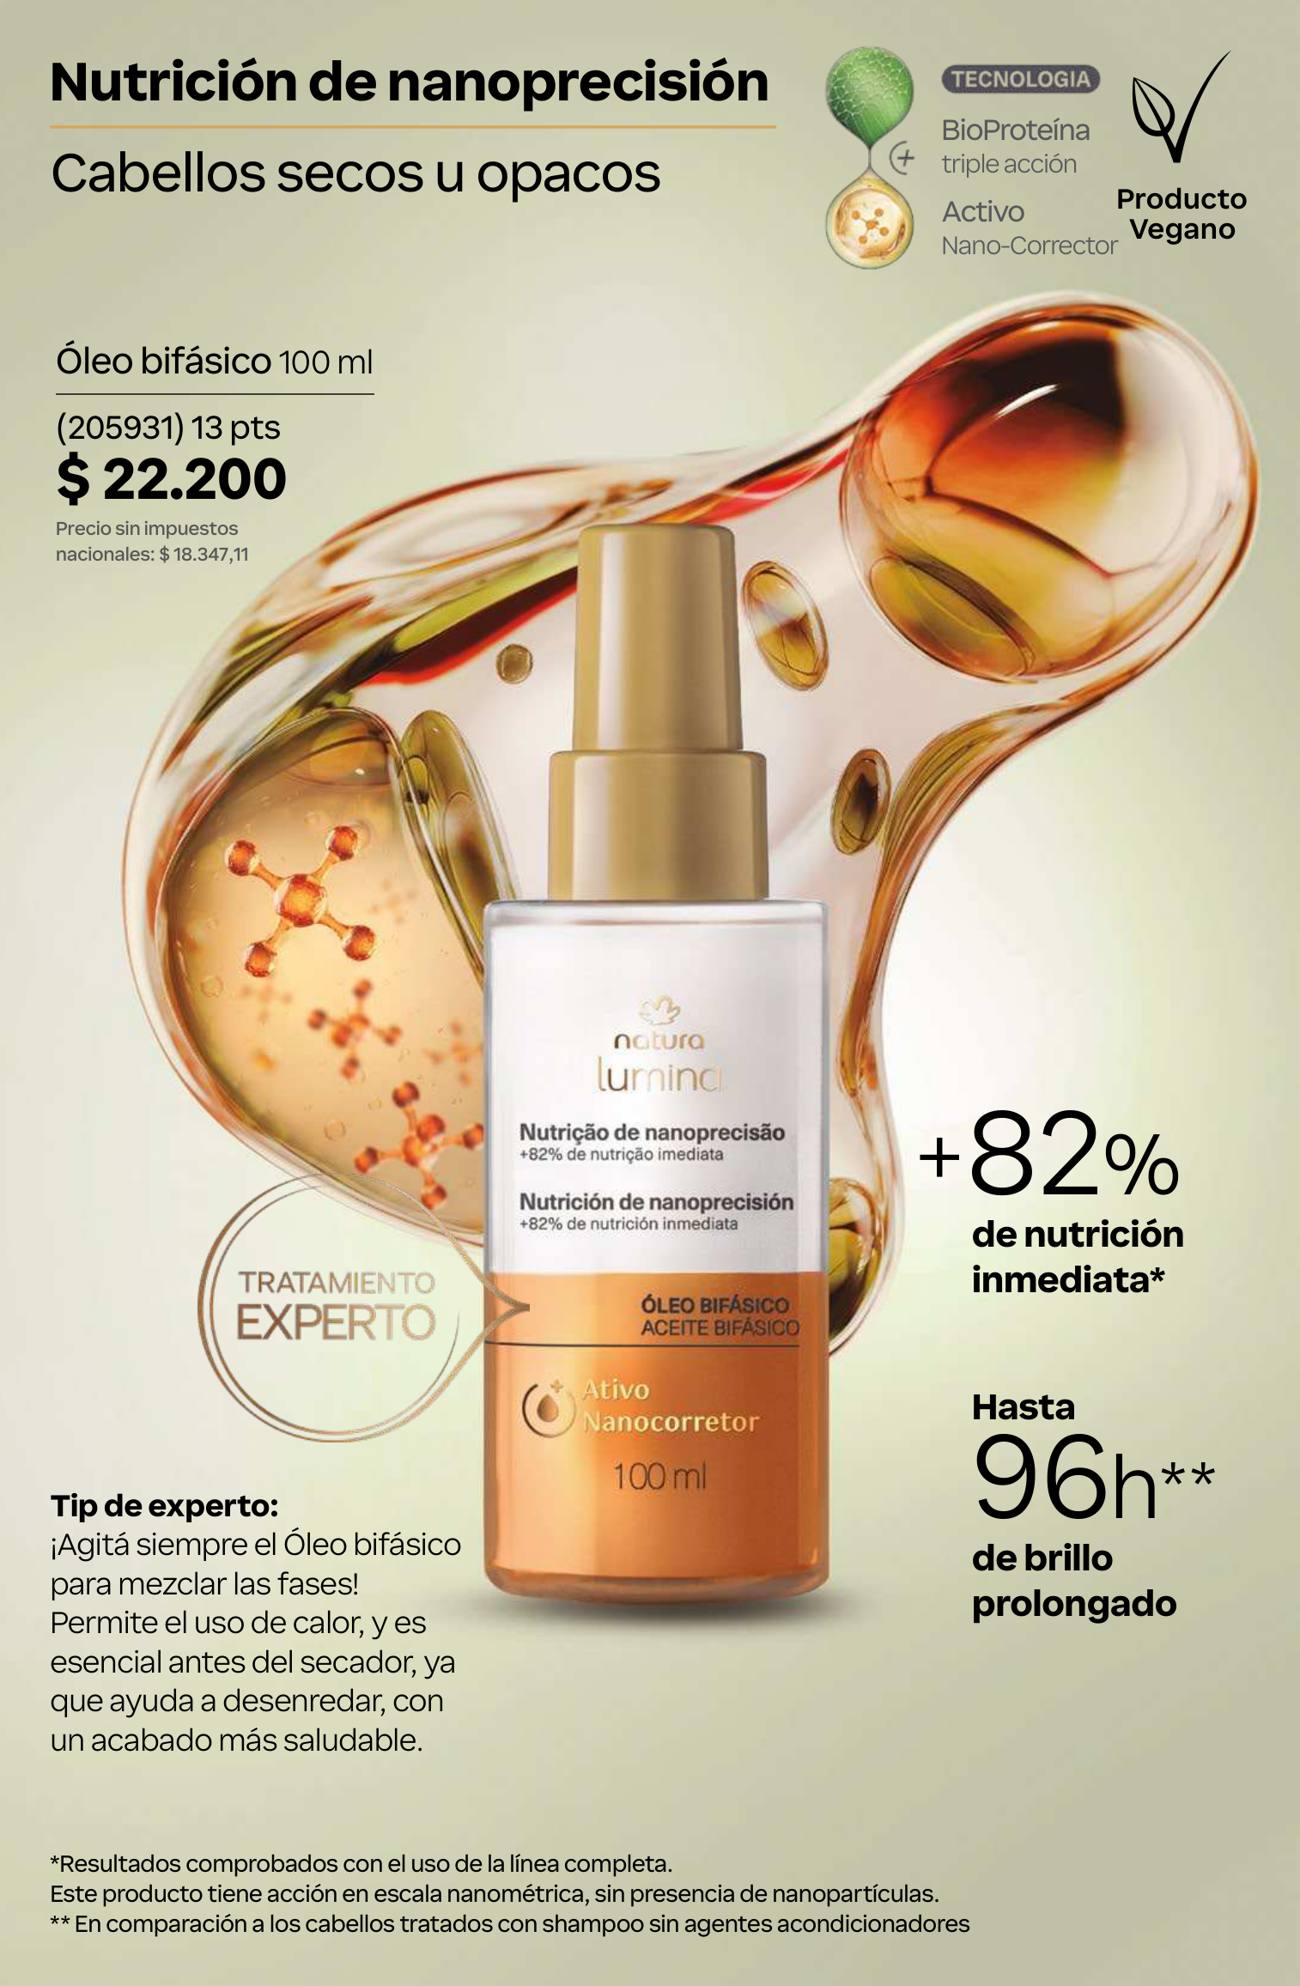 Nutrición de nanoprecisión
Cabellos secos u opacos
TECNOLOGIA
BioProteína
triple acción
+
Activo
Nano-Corrector
Producto
Vegano
Óleo bifásico 100 ml
(205931) 13 pts
$ 22.200
Precio sin impuestos
nacionales: $ 18.347,11
natura
lumina
Nutrição de nanoprecisão
+82% de nutrição imediata
Nutrición de nanoprecisión
+82% de nutrición inmediata
ÓLEO BIFÁSICO
ACEITE BIFÁSICO
Ativo
Nanocorretor
100 ml
TRATAMIENTO
EXPERTO
+82%
de nutrición
inmediata*
Hasta
96h**
de brillo
prolongado
Tip de experto:
¡Agitá siempre el Óleo bifásico
para mezclar las fases!
Permite el uso de calor, y es
esencial antes del secador, ya
que ayuda a desenredar, con
un acabado más saludable.
*Resultados comprobados con el uso de la línea completa.
Este producto tiene acción en escala nanométrica, sin presencia de nanopartículas.
** En comparación a los cabellos tratados con shampoo sin agentes acondicionadores